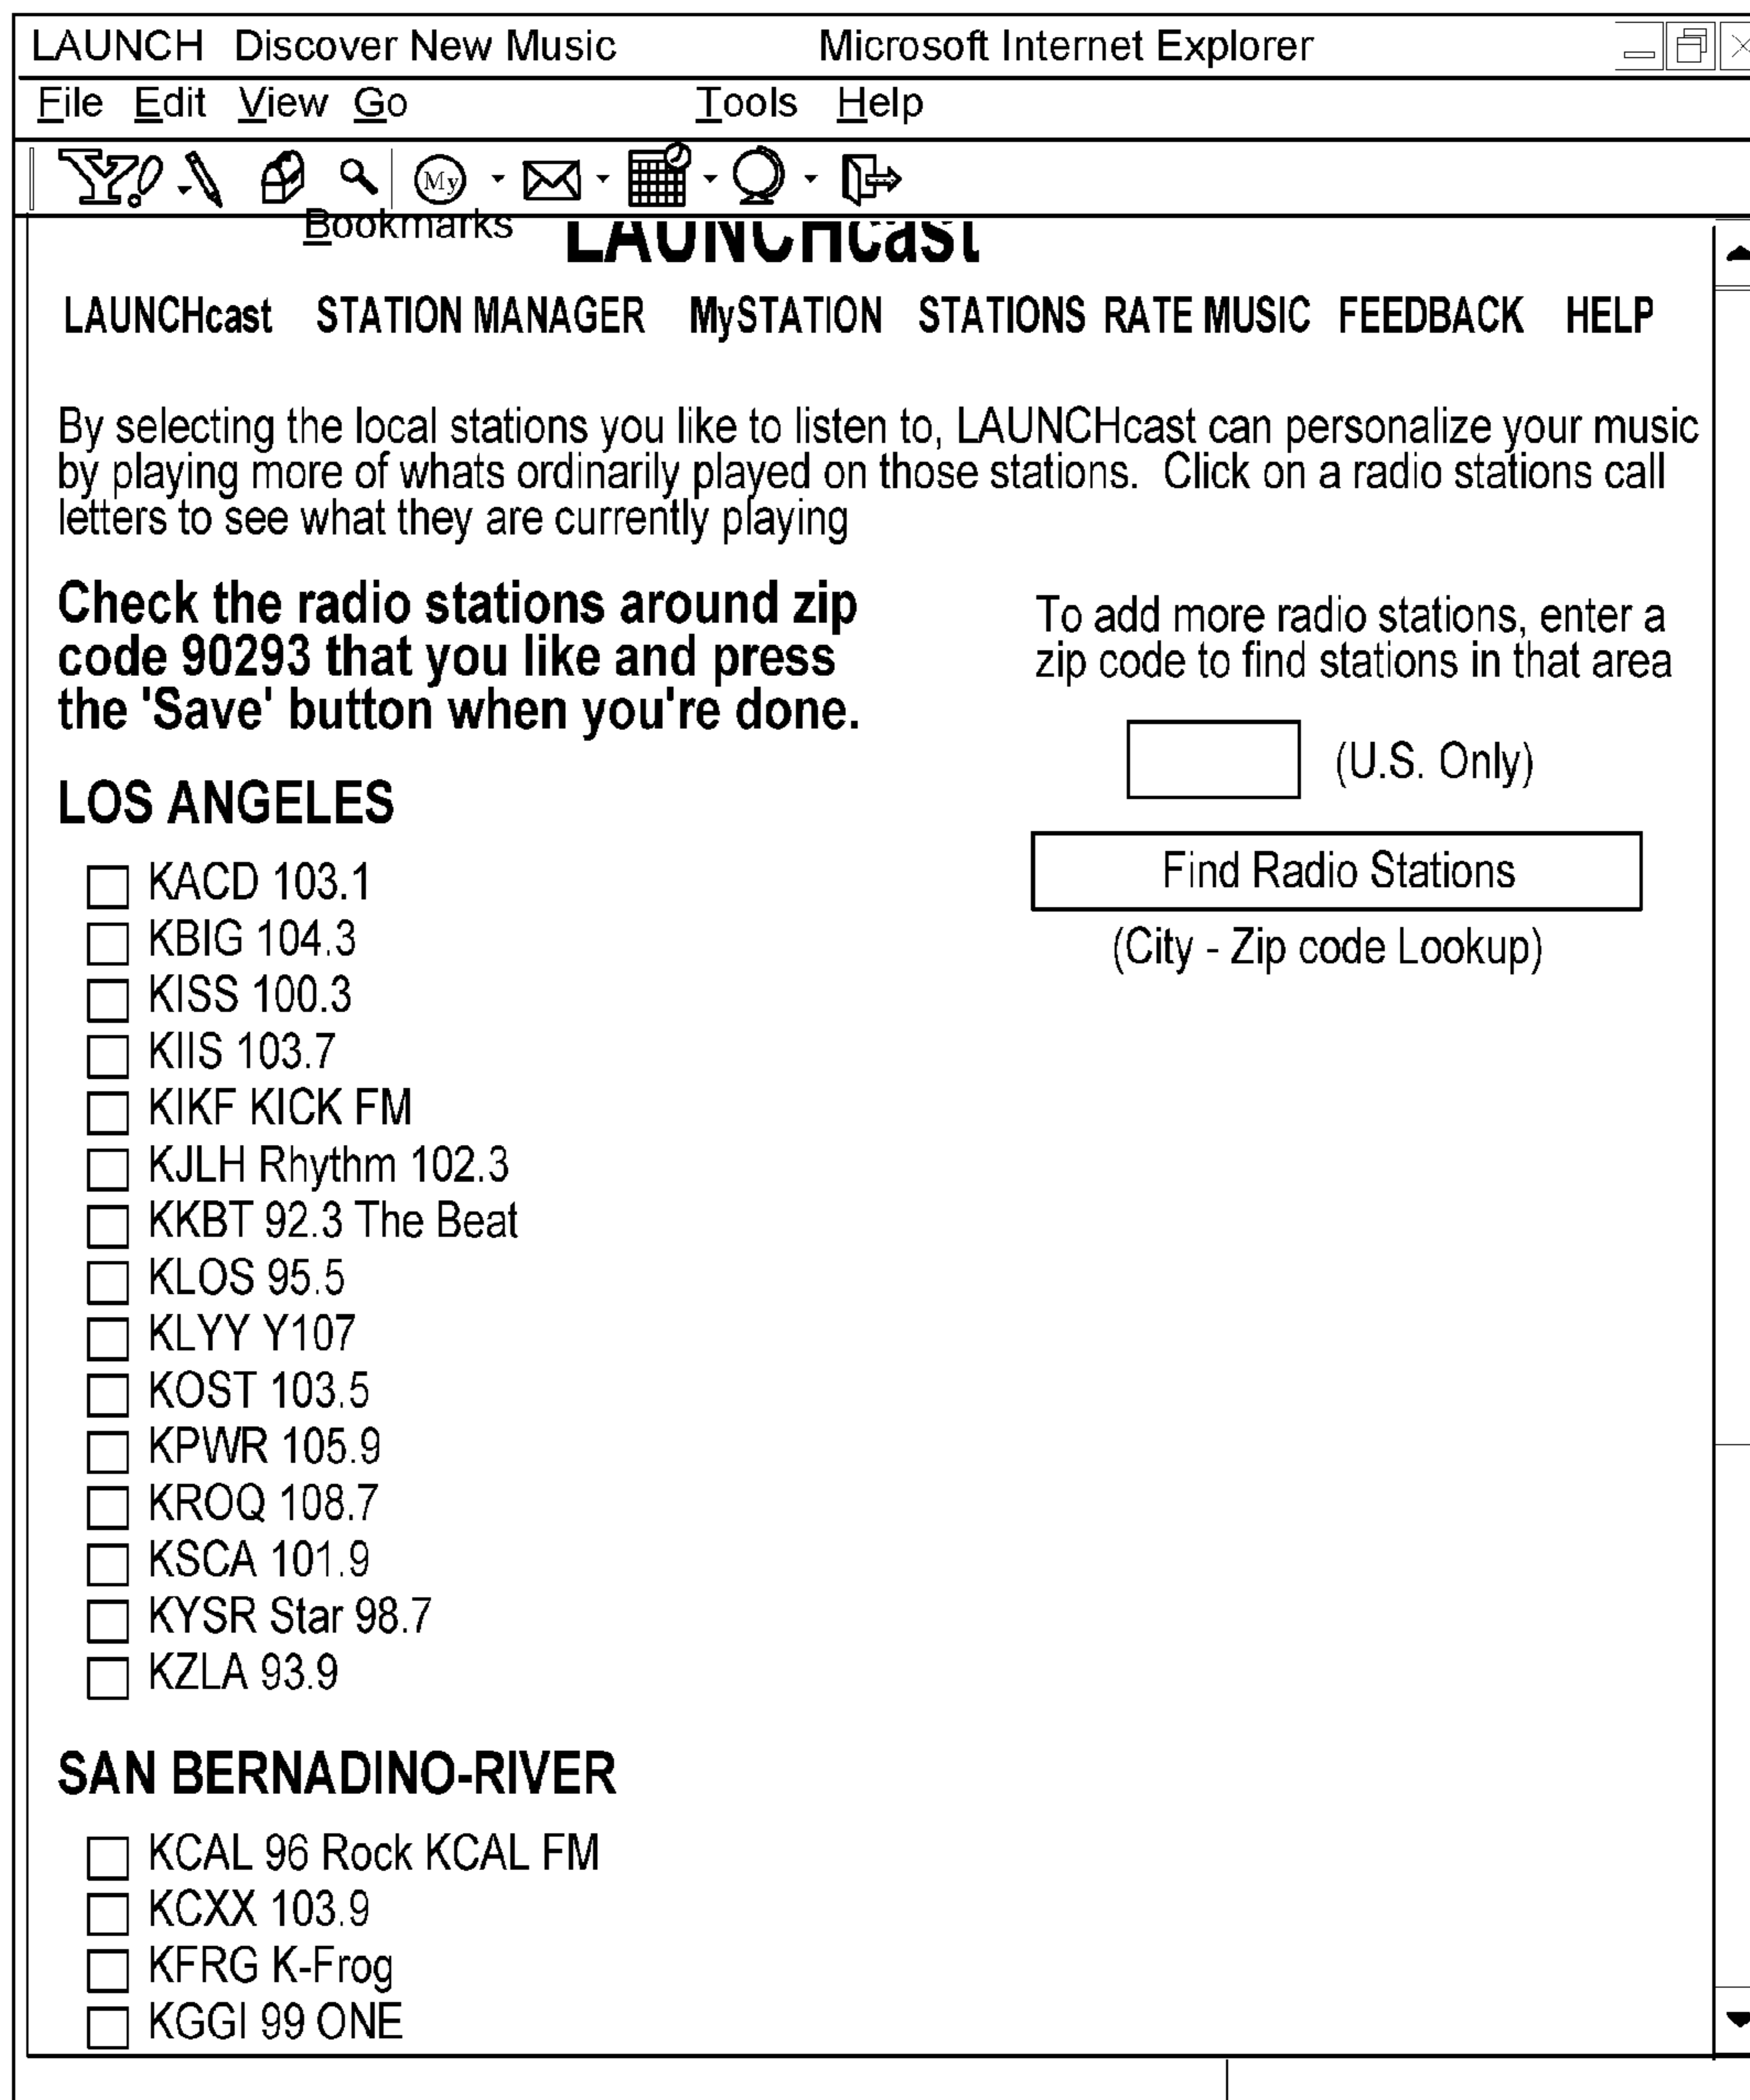 LAUNCH Discover New Music Microsoft Internet Explorer
File Edit View Go Tools Help
Y! My
Bookmarks LAUNCHcast
LAUNCHcast STATION MANAGER MySTATION STATIONS RATE MUSIC FEEDBACK HELP
By selecting the local stations you like to listen to, LAUNCHcast can personalize your music
by playing more of whats ordinarily played on those stations. Click on a radio stations call
letters to see what they are currently playing
Check the radio stations around zip
code 90293 that you like and press
the 'Save' button when you're done.
To add more radio stations, enter a
zip code to find stations in that area
(U.S. Only)
Find Radio Stations
(City - Zip code Lookup)
LOS ANGELES
KACD 103.1
KBIG 104.3
KISS 100.3
KIIS 103.7
KIKF KICK FM
KJLH Rhythm 102.3
KKBT 92.3 The Beat
KLOS 95.5
KLYY Y107
KOST 103.5
KPWR 105.9
KROQ 108.7
KSCA 101.9
KYSR Star 98.7
KZLA 93.9
SAN BERNADINO-RIVER
KCAL 96 Rock KCAL FM
KCXX 103.9
KFRG K-Frog
KGGI 99 ONE